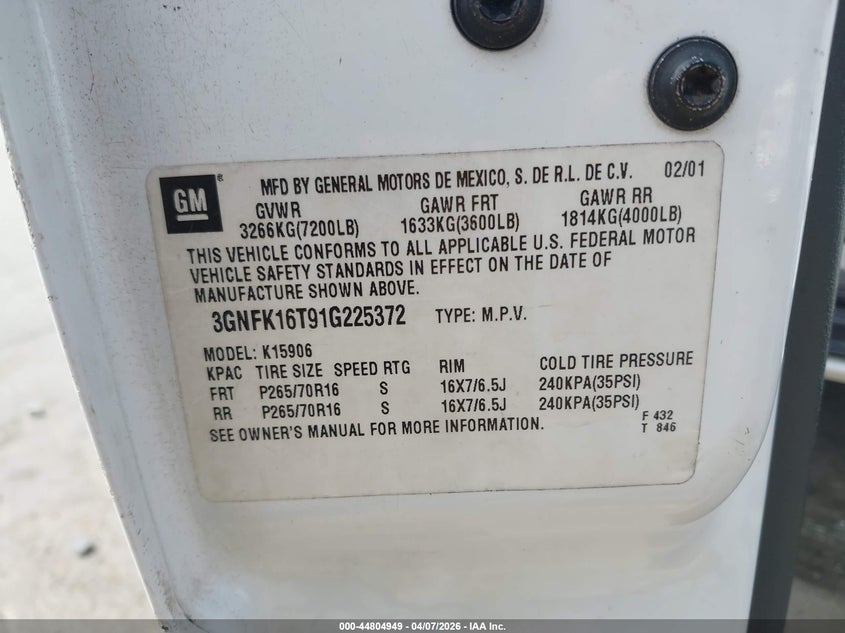 GM ® MFD BY GENERAL MOTORS DE MEXICO, S. DE R.L. DE C.V. 02/01
GVWR GAWR FRT GAWR RR
3266KG(7200LB) 1633KG(3600LB) 1814KG(4000LB)
THIS VEHICLE CONFORMS TO ALL APPLICABLE U.S. FEDERAL MOTOR
VEHICLE SAFETY STANDARDS IN EFFECT ON THE DATE OF
MANUFACTURE SHOWN ABOVE.
3GNFK16T91G225372 TYPE: M.P.V.
MODEL: K15906
KPAC TIRE SIZE SPEED RTG RIM COLD TIRE PRESSURE
FRT P265/70R16 S 16X7/6.5J 240KPA(35PSI)
RR P265/70R16 S 16X7/6.5J 240KPA(35PSI)
SEE OWNER'S MANUAL FOR MORE INFORMATION.
F 432
T 846
000-44804949 | 04/07/2026 - IAA Inc.